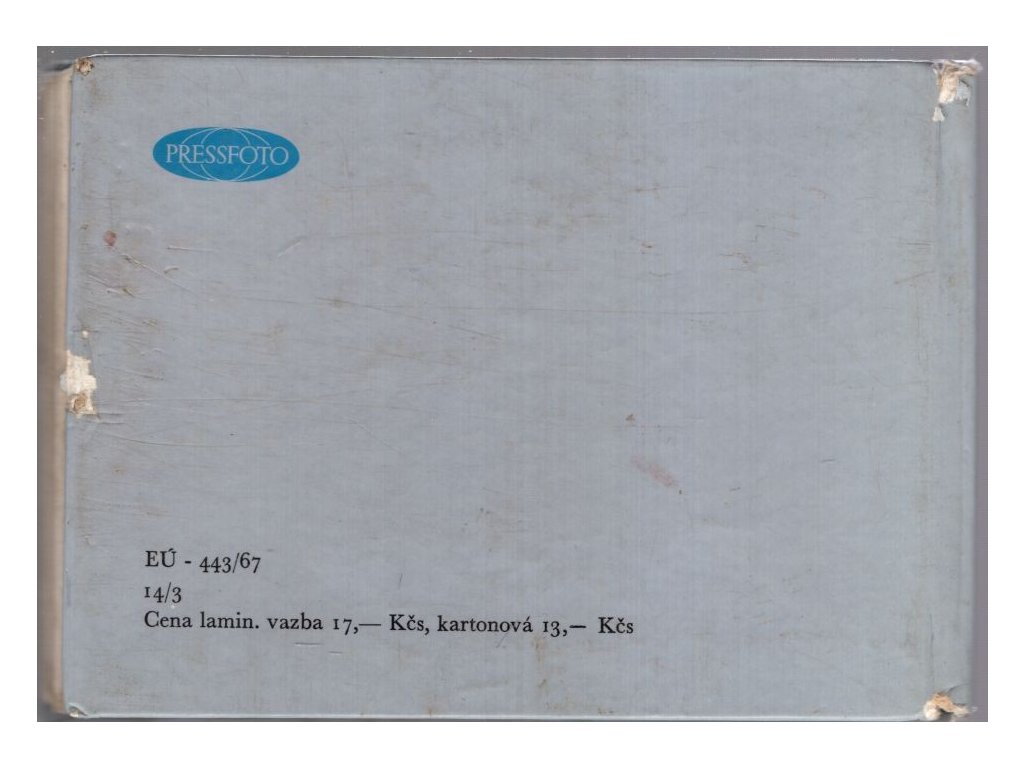 PRESSFOTO
EÚ - 443/67
14/3
Cena lamin. vazba 17,— Kčs, kartonová 13,— Kčs